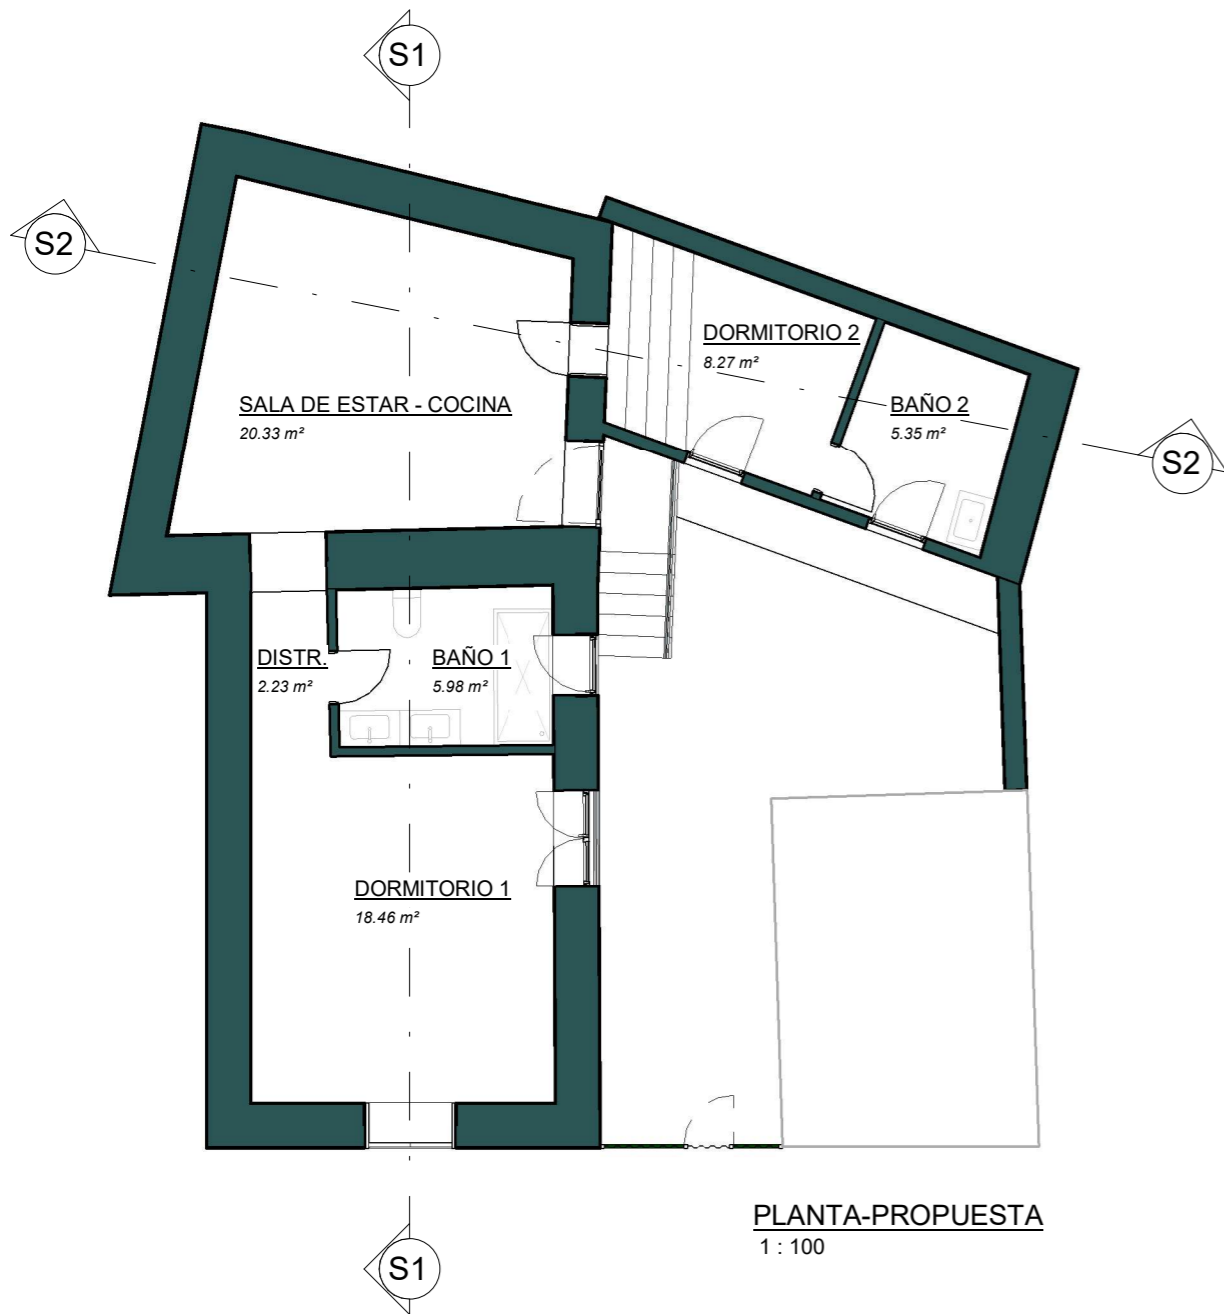 S1
S2
DORMITORIO 2
8.27 m²
SALA DE ESTAR - COCINA
20.33 m²
BAÑO 2
5.35 m²
S2
DISTR.
2.23 m²
BAÑO 1
5.98 m²
DORMITORIO 1
18.46 m²
PLANTA-PROPUESTA
1 : 100
S1